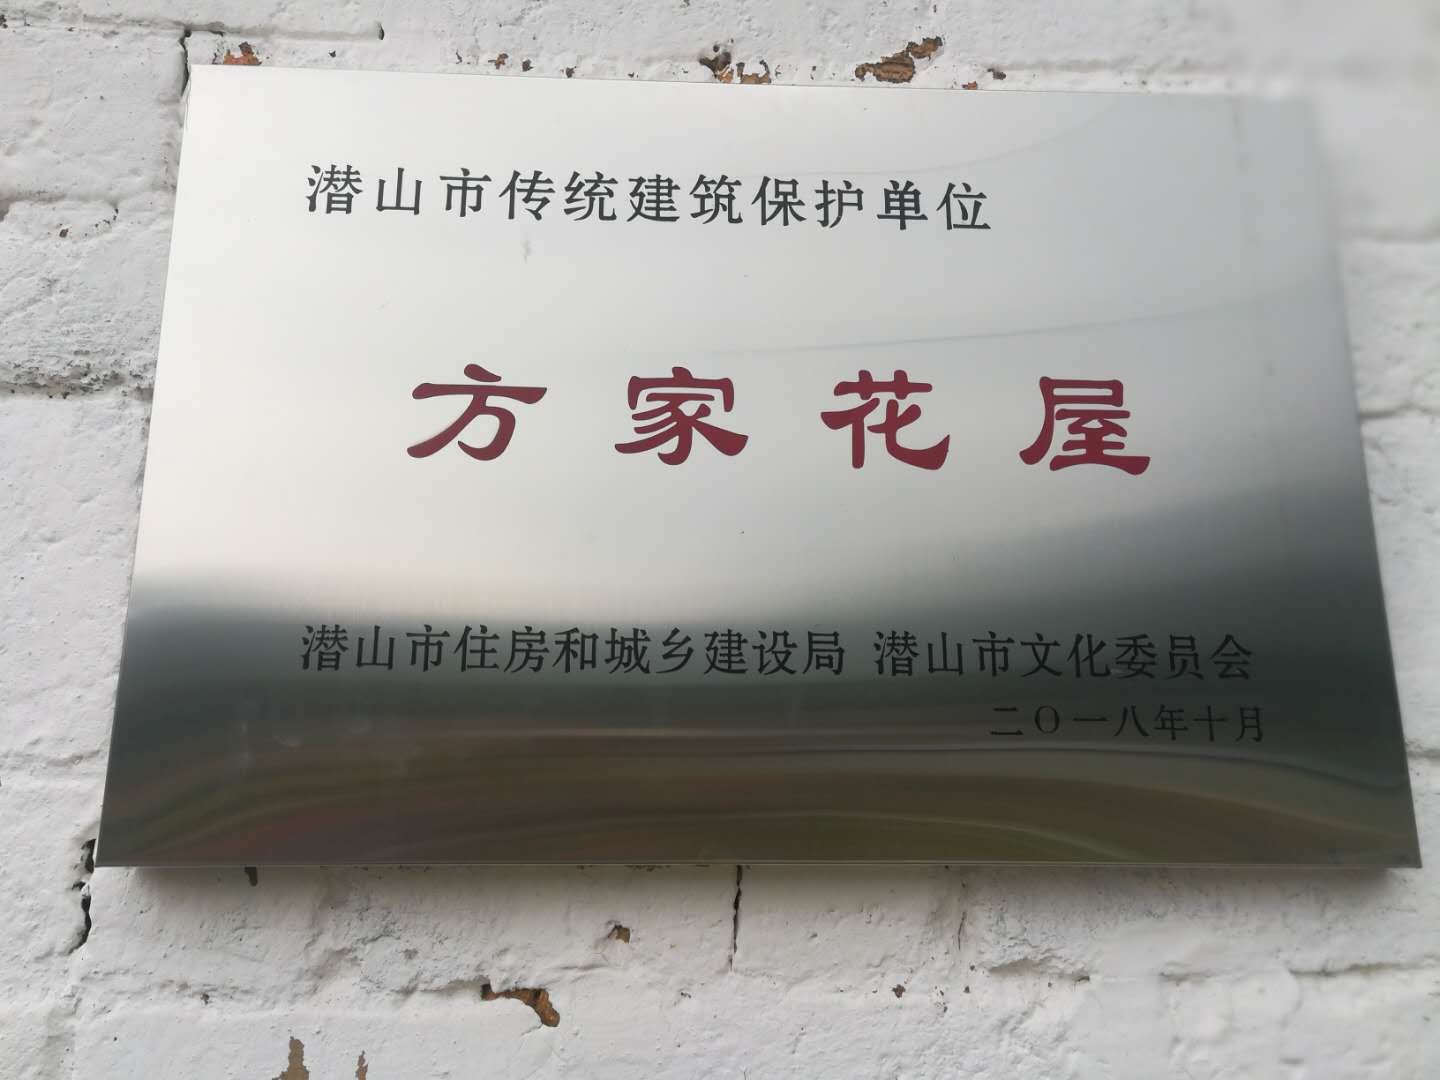 潜山市传统建筑保护单位
方家花屋
潜山市住房和城乡建设局 潜山市文化委员会
二〇一八年十月